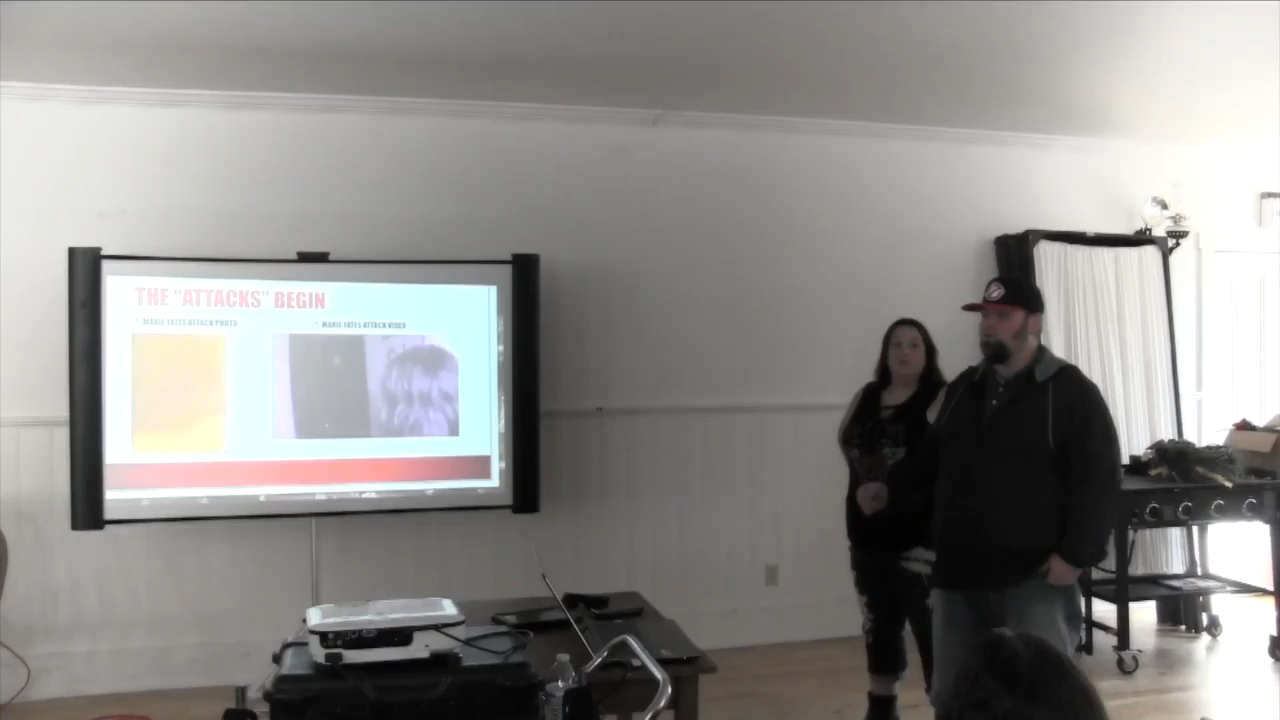 THE "ATTACKS" BEGIN
* MARIE YATES ATTACK PHOTO
* MARIE YATES ATTACK VIDEO